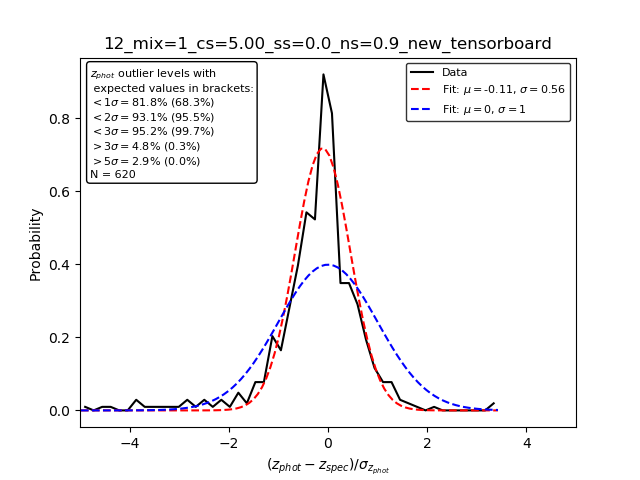 12_mix=1_cs=5.00_ss=0.0_ns=0.9_new_tensorboard
z_phot outlier levels with
expected values in brackets:
<1σ=81.8% (68.3%)
<2σ=93.1% (95.5%)
<3σ=95.2% (99.7%)
>3σ=4.8% (0.3%)
>5σ=2.9% (0.0%)
N = 620
Data
Fit: μ=-0.11, σ=0.56
Fit: μ=0, σ=1
Probability
0.8
0.6
0.4
0.2
0.0
−4 −2 0 2 4
(z_phot − z_spec)/σ_z_phot